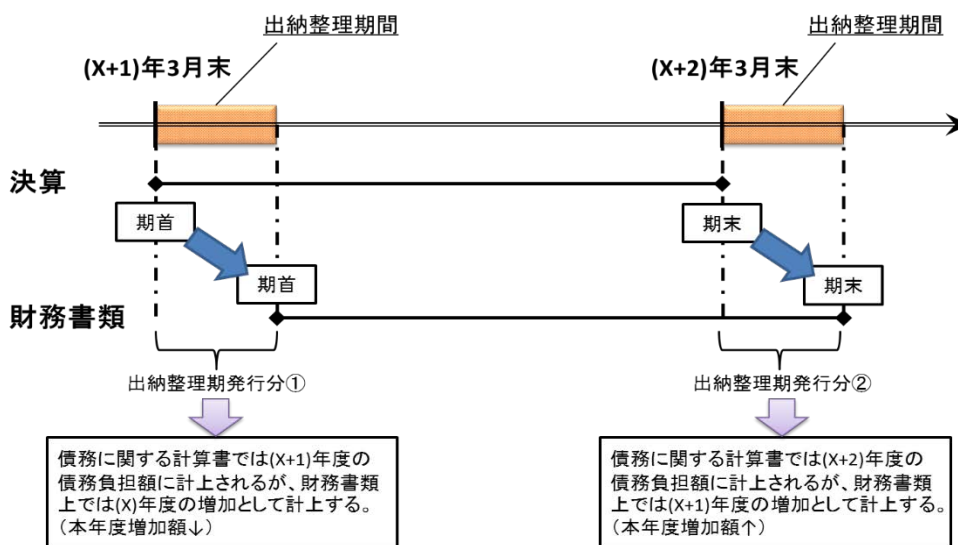 出納整理期間
出納整理期間
(X+1)年3月末
(X+2)年3月末
決算
期首
期末
期首
期末
財務書類
出納整理期発行分①
出納整理期発行分②
債務に関する計算書では(X+1)年度の
債務負担額に計上されるが、財務書類
上では(X)年度の増加として計上する。
（本年度増加額↓）
債務に関する計算書では(X+2)年度の
債務負担額に計上されるが、財務書類
上では(X+1)年度の増加として計上する。
（本年度増加額↑）